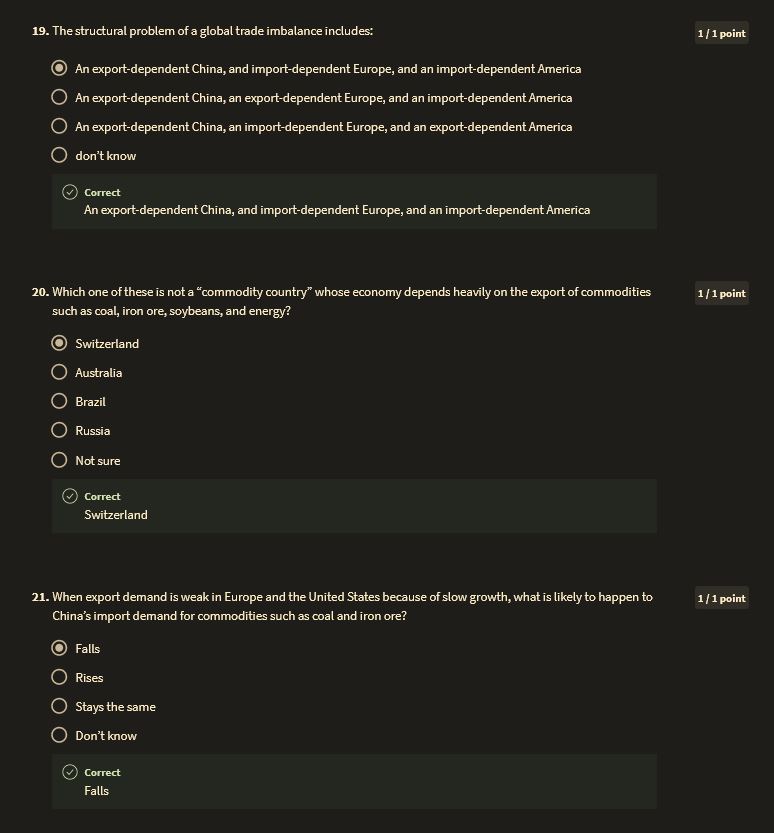 19. The structural problem of a global trade imbalance includes:
1 / 1 point
An export-dependent China, and import-dependent Europe, and an import-dependent America
An export-dependent China, an export-dependent Europe, and an import-dependent America
An export-dependent China, an import-dependent Europe, and an export-dependent America
don’t know
Correct
An export-dependent China, and import-dependent Europe, and an import-dependent America
20. Which one of these is not a “commodity country” whose economy depends heavily on the export of commodities
1 / 1 point
such as coal, iron ore, soybeans, and energy?
Switzerland
Australia
Brazil
Russia
Not sure
Correct
Switzerland
21. When export demand is weak in Europe and the United States because of slow growth, what is likely to happen to
1 / 1 point
China’s import demand for commodities such as coal and iron ore?
Falls
Rises
Stays the same
Don’t know
Correct
Falls